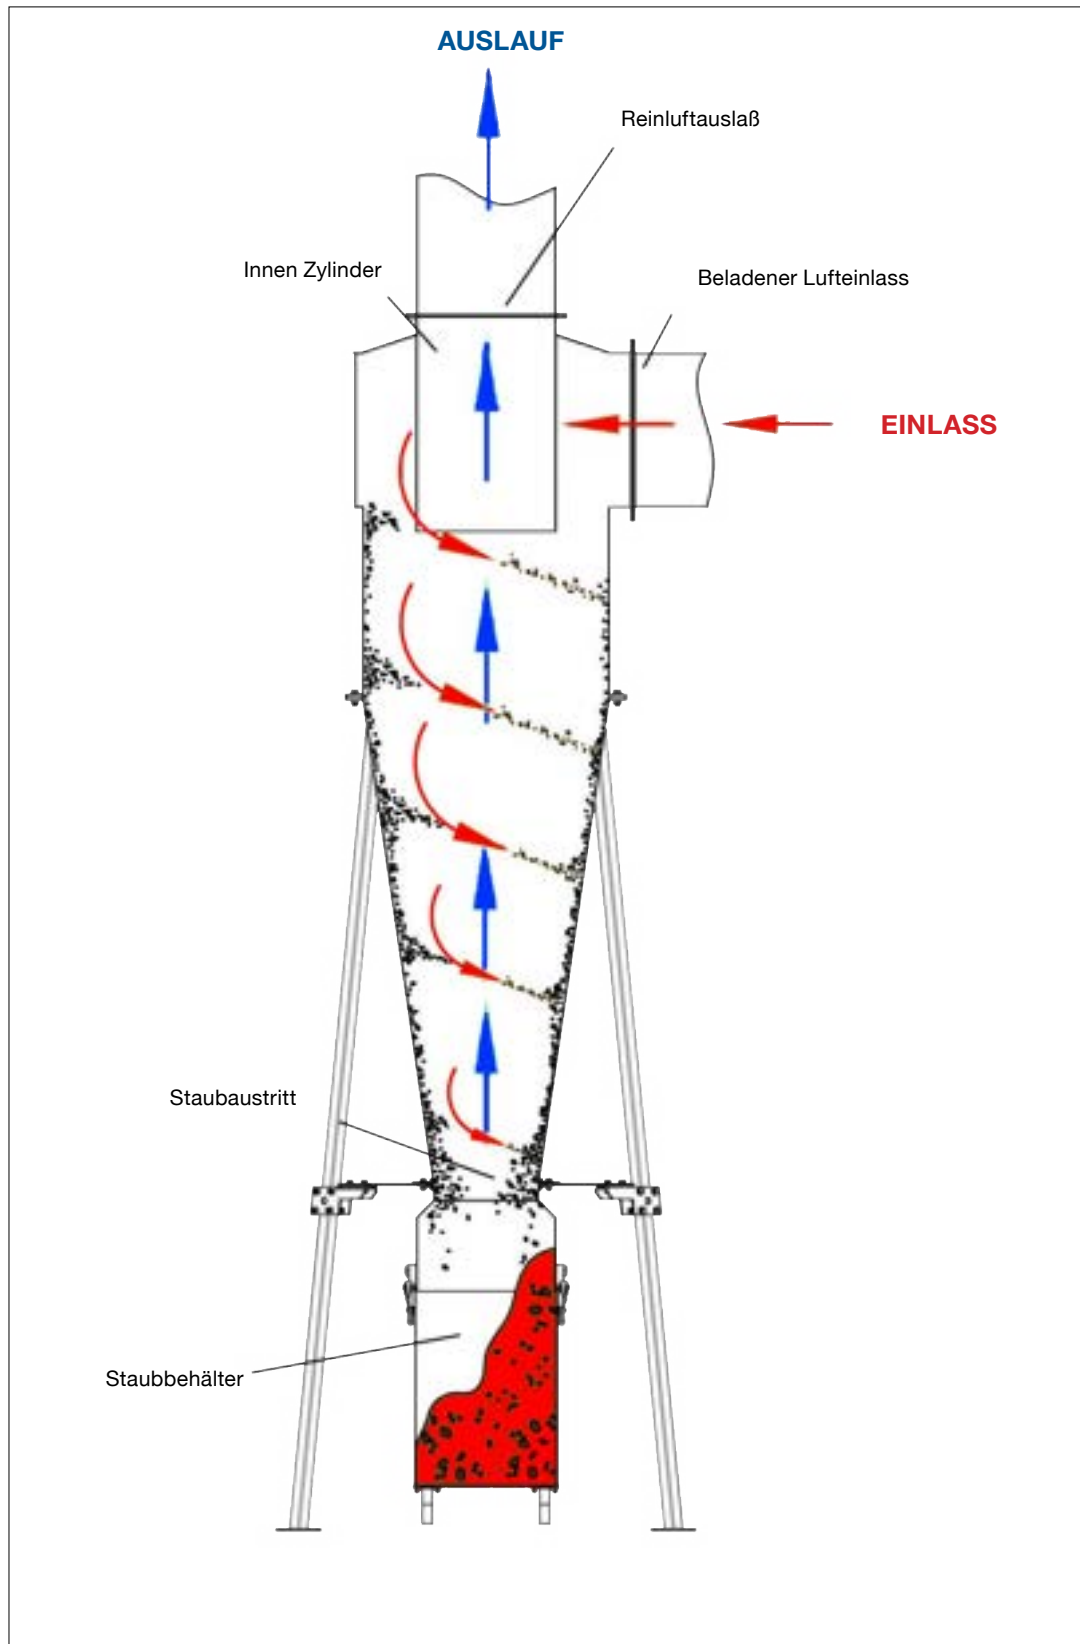 AUSLAUF
Reinluftauslaß
Innen Zylinder
Beladener Lufteinlass
EINLASS
Staubaustritt
Staubbehälter